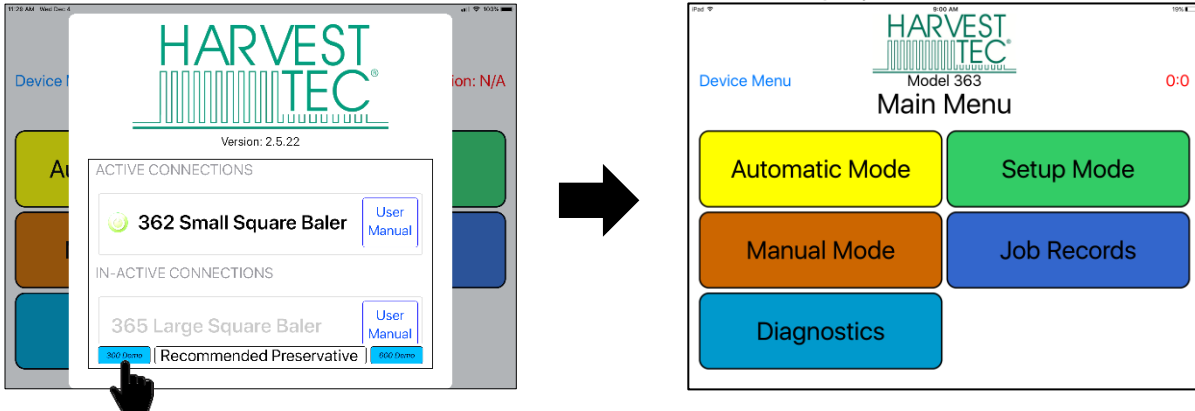 11:28 AM Wed Dec 4
100%
HARVEST
TEC®
Version: 2.5.22
Device
ion: N/A
ACTIVE CONNECTIONS
362 Small Square Baler
User
Manual
IN-ACTIVE CONNECTIONS
365 Large Square Baler
User
Manual
300 Demo
Recommended Preservative
600 Demo
iPad
9:00 AM
19%
HARVEST
TEC®
Device Menu
Model 363
0:0
Main Menu
Automatic Mode
Setup Mode
Manual Mode
Job Records
Diagnostics